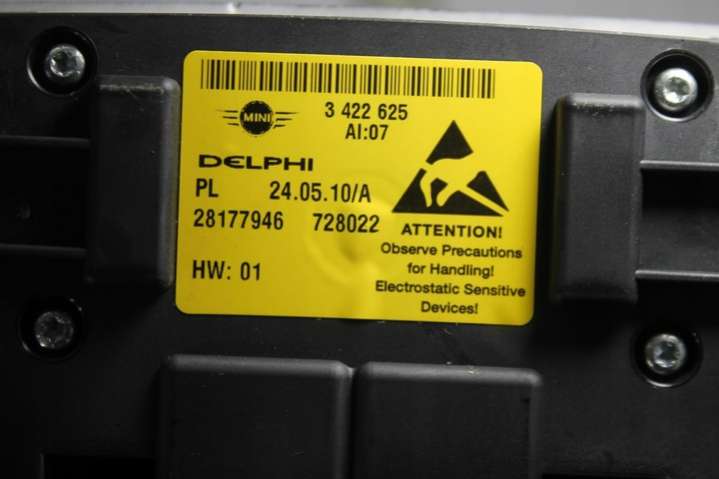 MINI
3 422 625
AI:07
DELPHI
PL 24.05.10/A
28177946 728022
HW: 01
ATTENTION!
Observe Precautions
for Handling!
Electrostatic Sensitive
Devices!